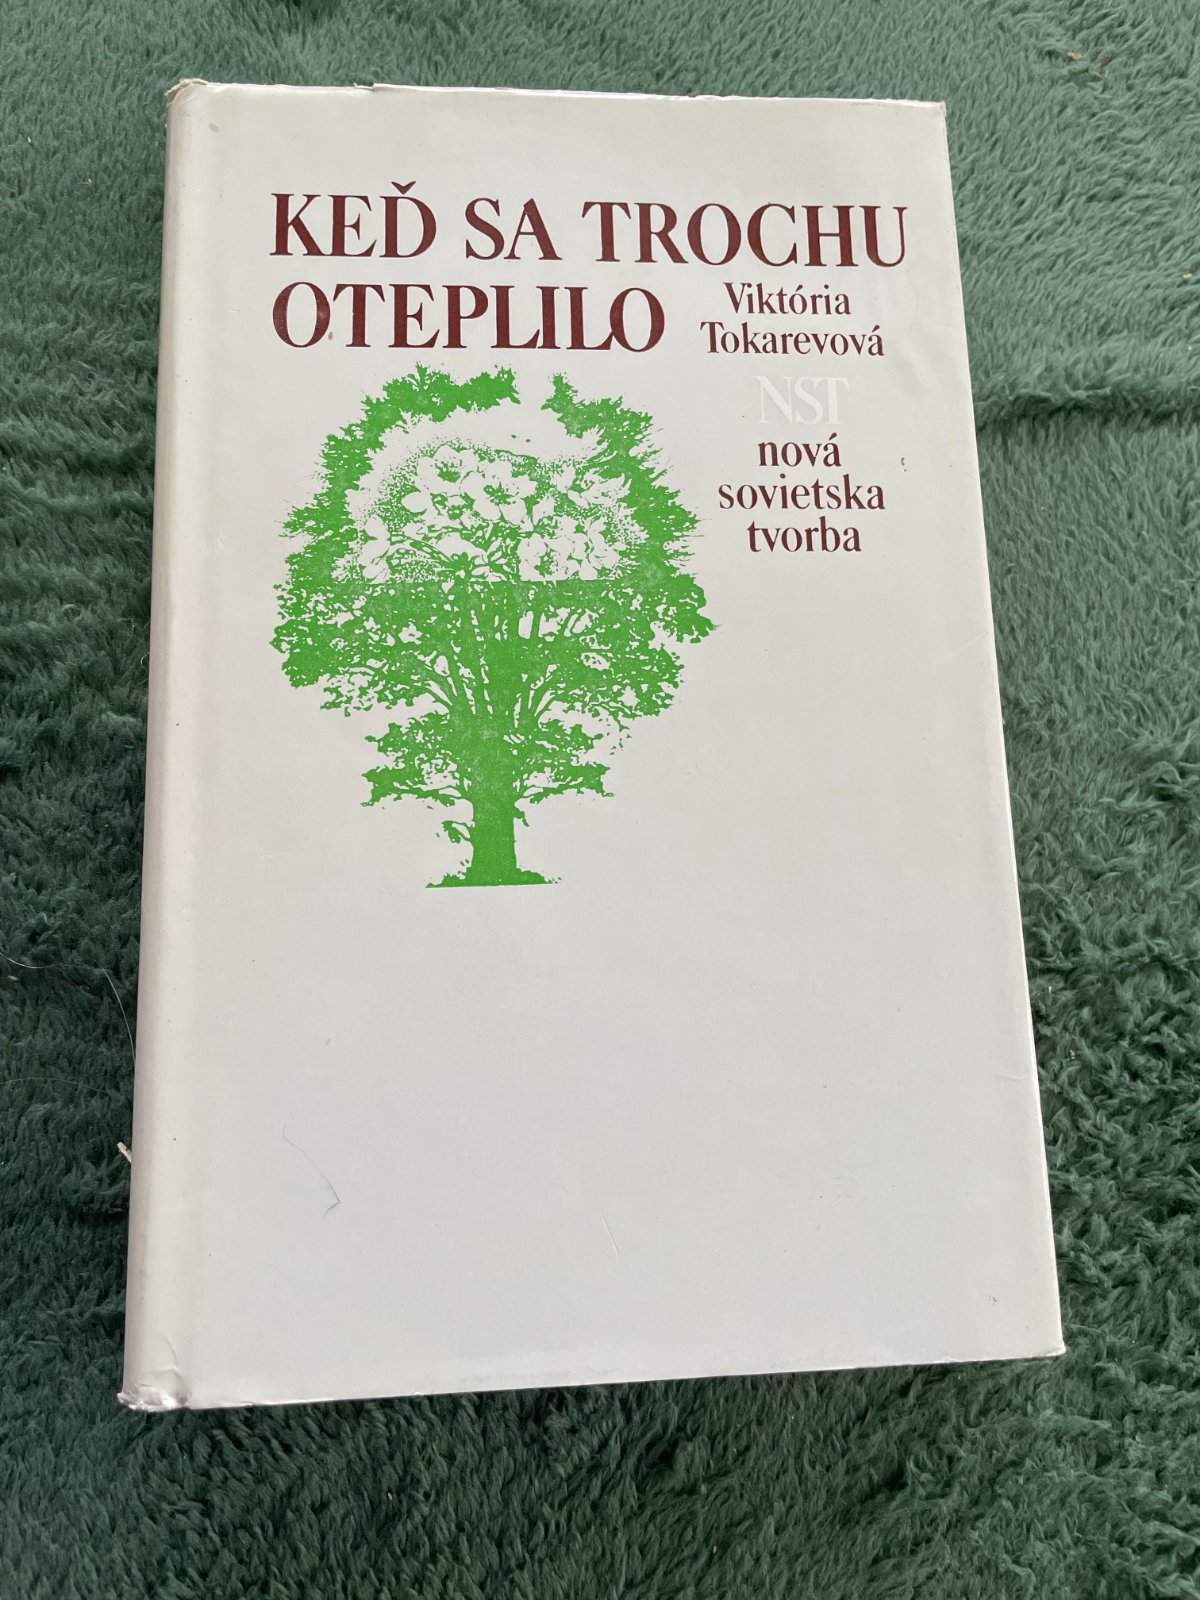 KEĎ SA TROCHU
OTEPLILO
Viktória
Tokarevová
NST
nová
sovietska
tvorba